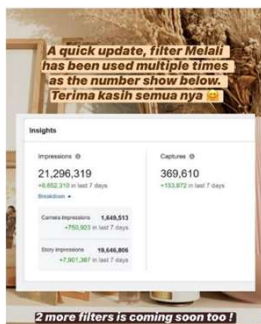 A quick update, filter Melali
has been used multiple times
as the number show below.
Terima kasih semua nya 😊
Insights
Impressions
Captures
21,296,319
369,610
+8,652,310 in last 7 days
+153,872 in last 7 days
Breakdown
Camera Impressions 1,649,513
+750,923 in last 7 days
Story Impressions 19,646,806
+7,901,387 in last 7 days
2 more filters is coming soon too !